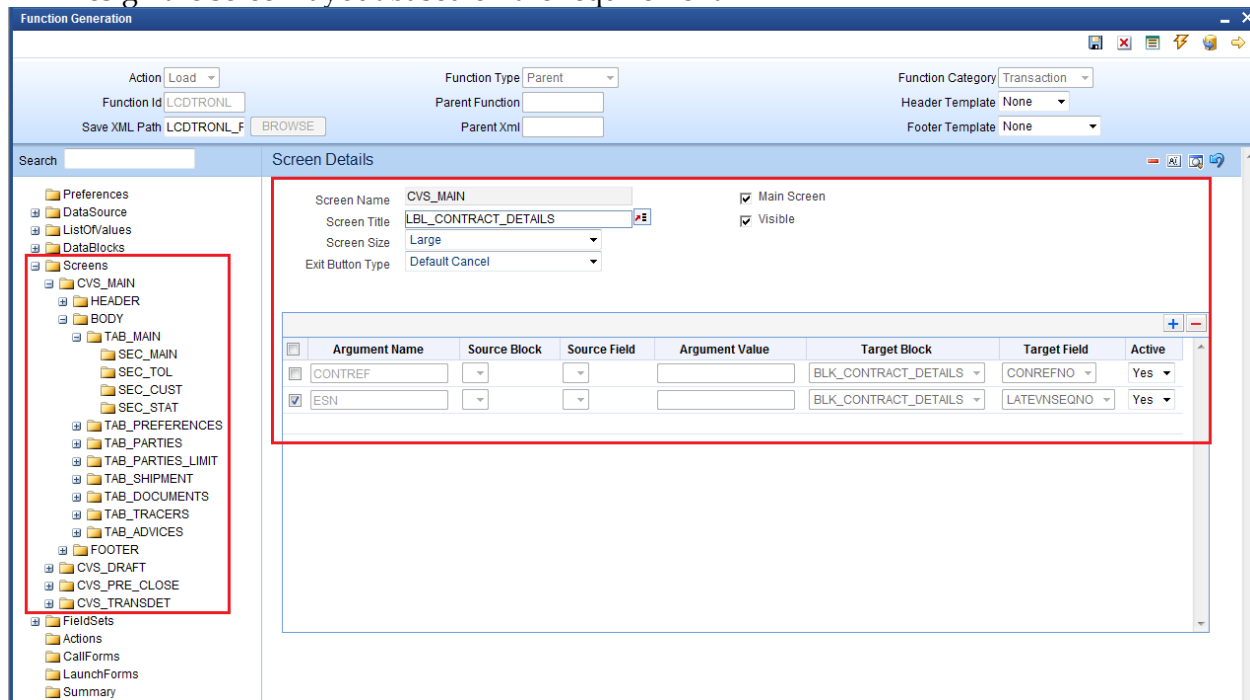 Function Generation
Action Load Function Type Parent Function Category Transaction
Function Id LCDTRONL Parent Function Header Template None
Save XML Path LCDTRONL_F BROWSE Parent Xml Footer Template None
Search Screen Details
Preferences
DataSource
ListOfValues
DataBlocks
Screens
CVS_MAIN
HEADER
BODY
TAB_MAIN
SEC_MAIN
SEC_TOL
SEC_CUST
SEC_STAT
TAB_PREFERENCES
TAB_PARTIES
TAB_PARTIES_LIMIT
TAB_SHIPMENT
TAB_DOCUMENTS
TAB_TRACERS
TAB_ADVICES
FOOTER
CVS_DRAFT
CVS_PRE_CLOSE
CVS_TRANSDET
FieldSets
Actions
CallForms
LaunchForms
Summary
Screen Name CVS_MAIN Main Screen
Screen Title LBL_CONTRACT_DETAILS Visible
Screen Size Large
Exit Button Type Default Cancel
Argument Name Source Block Source Field Argument Value Target Block Target Field Active
CONTREF BLK_CONTRACT_DETAILS CONREFNO Yes
ESN BLK_CONTRACT_DETAILS LATEVNSEQNO Yes